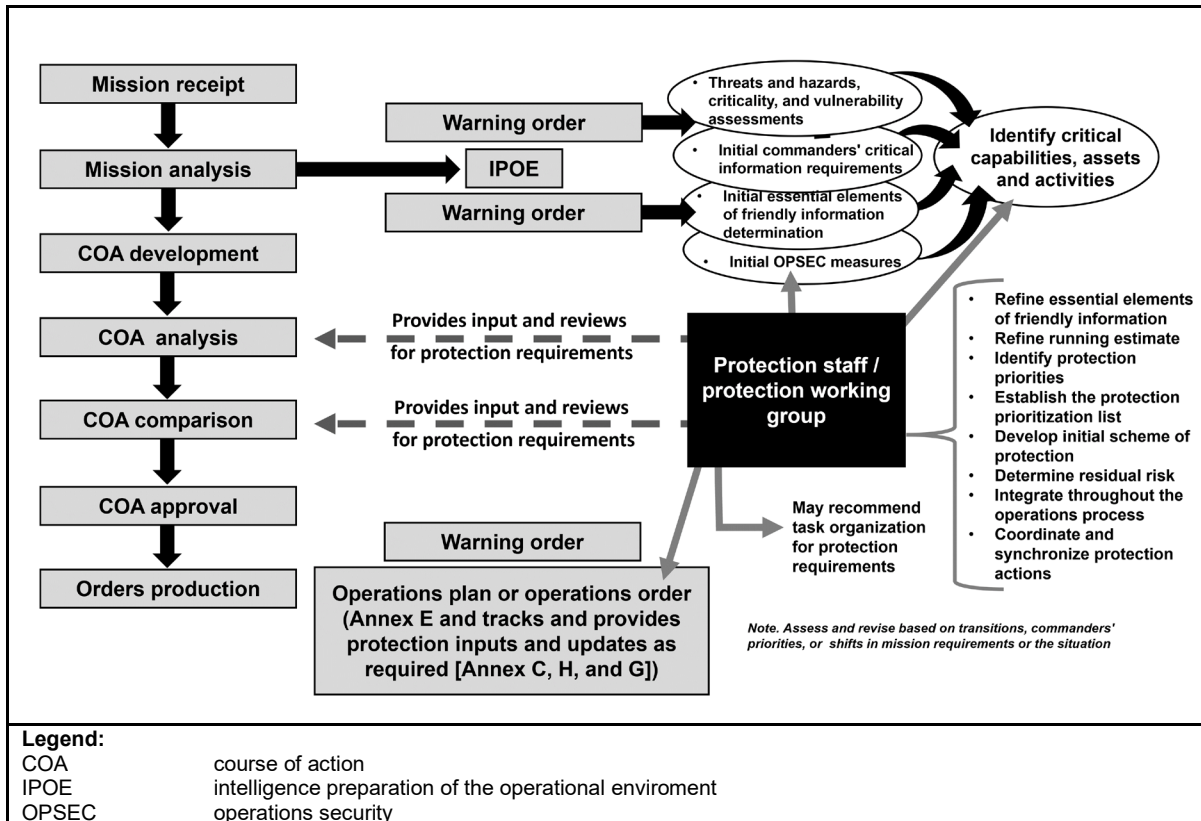 Mission receipt
Mission analysis
COA development
COA  analysis
COA comparison
COA approval
Orders production
Warning order
IPOE
Warning order
• Threats and hazards,
criticality, and vulnerability
assessments
• Initial commanders' critical
information requirements
• Initial essential elements
of friendly information
determination
• Initial OPSEC measures
Identify critical
capabilities, assets
and activities
Provides input and reviews
for protection requirements
Provides input and reviews
for protection requirements
Protection staff /
protection working
group
• Refine essential elements
of friendly information
• Refine running estimate
• Identify protection
priorities
• Establish the protection
prioritization list
• Develop initial scheme of
protection
• Determine residual risk
• Integrate throughout the
operations process
• Coordinate and
synchronize protection
actions
May recommend
task organization
for protection
requirements
Warning order
Operations plan or operations order
(Annex E and tracks and provides
protection inputs and updates as
required [Annex C, H, and G])
Note. Assess and revise based on transitions, commanders'
priorities, or  shifts in mission requirements or the situation
Legend:
COA course of action
IPOE intelligence preparation of the operational enviroment
OPSEC operations security